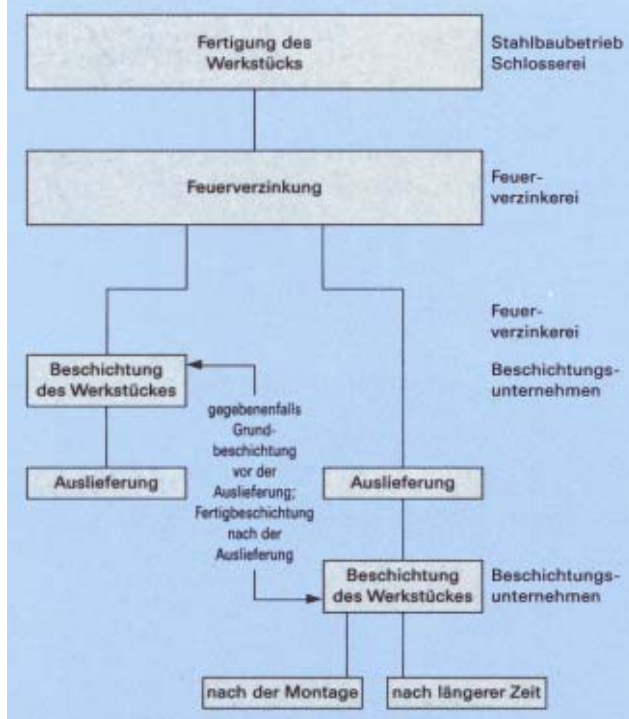 Fertigung des
Werkstücks
Stahlbaubetrieb
Schlosserei
Feuerverzinkung
Feuer-
verzinkerei
Feuer-
verzinkerei
Beschichtung
des Werkstückes
Beschichtungs-
unternehmen
gegebenenfalls
Grund-
beschichtung
vor der
Auslieferung;
Fertigbeschichtung
nach der
Auslieferung
Auslieferung
Auslieferung
Beschichtung
des Werkstückes
Beschichtungs-
unternehmen
nach der Montage
nach längerer Zeit